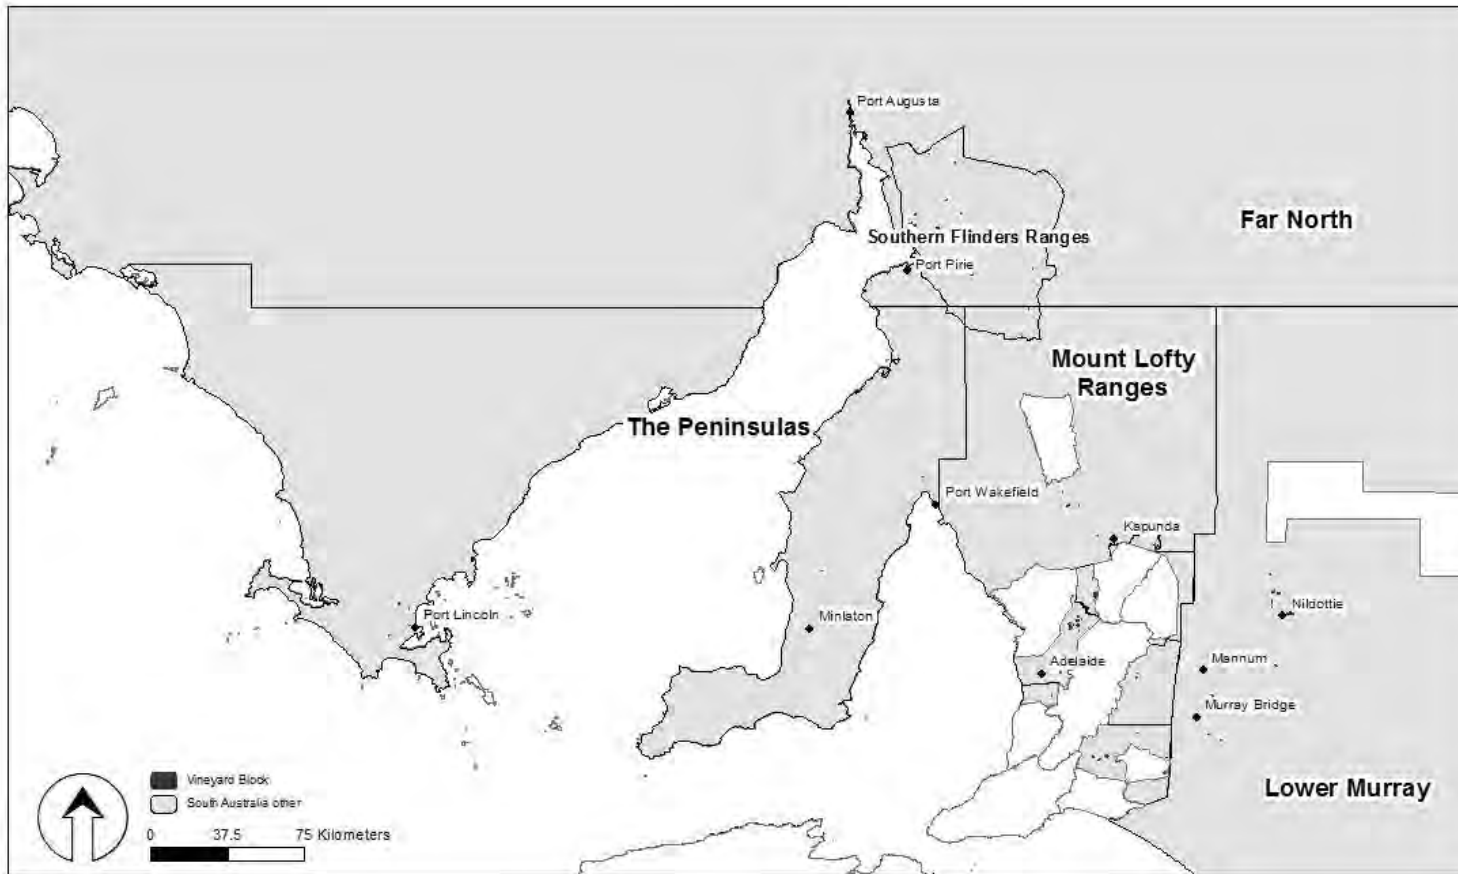 Port Augusta
Far North
Southern Flinders Ranges
Port Pirie
Mount Lofty
Ranges
The Peninsulas
Port Wakefield
Kapunda
Nildottie
Port Lincoln
Minlaton
Adelaide
Mannum
Murray Bridge
Lower Murray
Vineyard Block
South Australia other
0 37.5 75 Kilometers